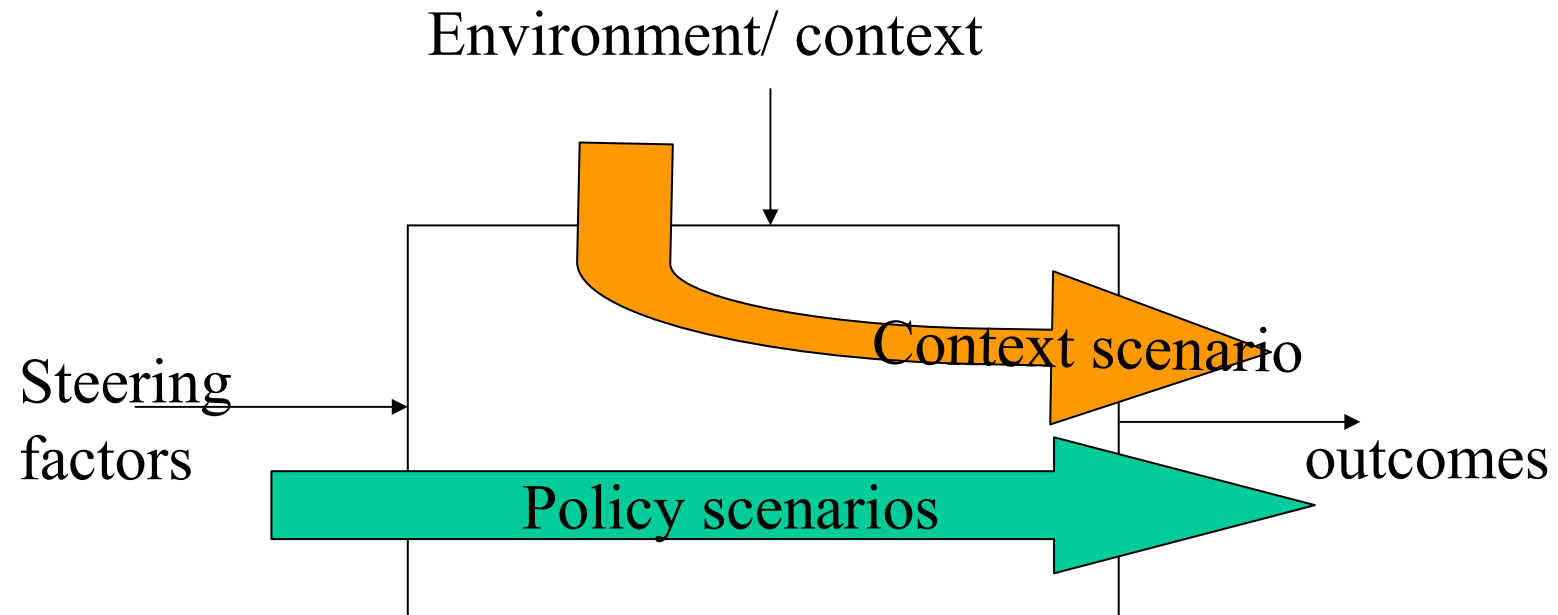 Environment/ context
Context scenario
Steering
factors
outcomes
Policy scenarios